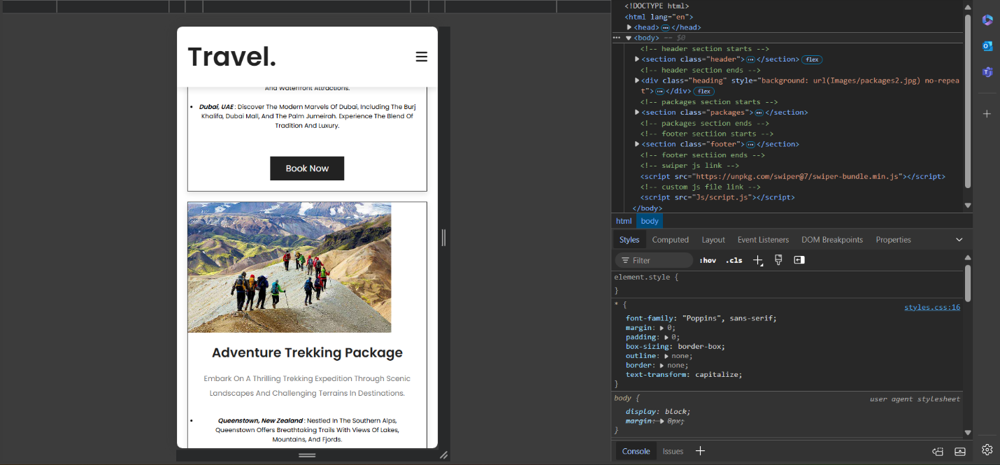 Travel.
And Waterfront Attractions.
Dubai, UAE : Discover The Modern Marvels Of Dubai, Including The Burj
Khalifa, Dubai Mall, And The Palm Jumeirah. Experience The Blend Of
Tradition And Luxury.
Book Now
Adventure Trekking Package
Embark On A Thrilling Trekking Expedition Through Scenic
Landscapes And Challenging Terrains In Destinations.
Queenstown, New Zealand : Nestled In The Southern Alps,
Queenstown Offers Breathtaking Trails With Views Of Lakes,
Mountains, And Fjords.
<!DOCTYPE html>
<html lang="en">
<head> ⋯ </head>
<body> == $0
<!-- header section starts -->
<section class="header"> ⋯ </section> flex
<!-- header section ends -->
<div class="heading" style="background: url(Images/packages2.jpg) no-repea
t"> ⋯ </div> flex
<!-- packages section starts -->
<section class="packages"> ⋯ </section>
<!-- packages section ends -->
<!-- footer sectiion starts -->
<section class="footer"> ⋯ </section>
<!-- footer sectiion ends -->
<!-- swiper js link -->
<script src="https://unpkg.com/swiper@7/swiper-bundle.min.js"></script>
<!-- custom js file link -->
<script src="Js/script.js"></script>
</body>
html body
Styles Computed Layout Event Listeners DOM Breakpoints Properties
Filter :hov .cls
element.style {
}
* { styles.css:16
font-family: "Poppins", sans-serif;
margin: 0;
padding: 0;
box-sizing: border-box;
outline: none;
border: none;
text-transform: capitalize;
}
body { user agent stylesheet
display: block;
margin: 8px;
}
Console Issues